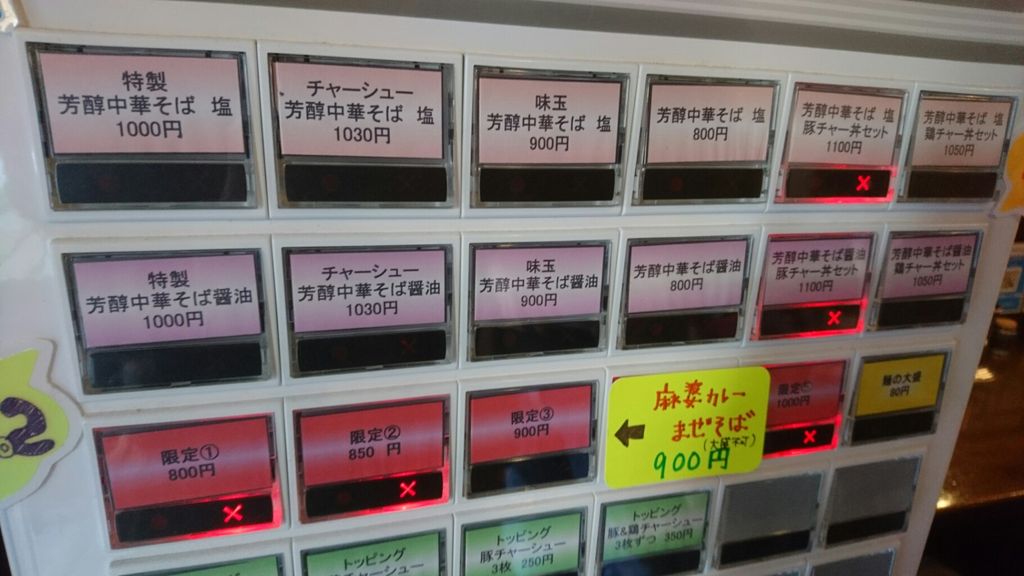 特製
芳醇中華そば 塩
1000円
チャーシュー
芳醇中華そば 塩
1030円
味玉
芳醇中華そば 塩
900円
芳醇中華そば 塩
800円
芳醇中華そば 塩
豚チャー丼セット
1100円
芳醇中華そば 塩
鶏チャー丼セット
1050円
特製
芳醇中華そば醤油
1000円
チャーシュー
芳醇中華そば醤油
1030円
味玉
芳醇中華そば醤油
900円
芳醇中華そば醤油
800円
芳醇中華そば醤油
豚チャー丼セット
1100円
芳醇中華そば醤油
鶏チャー丼セット
1050円
2
限定①
800円
限定②
850 円
限定③
900円
麻婆カレー
まぜそば
(大盛不可)
900円
限定⑤
1000円
麺の大盛
80円
トッピング
チャーシュー
トッピング
豚チャーシュー
3枚 250円
トッピング
豚&鶏チャーシュー
3枚ずつ 350円